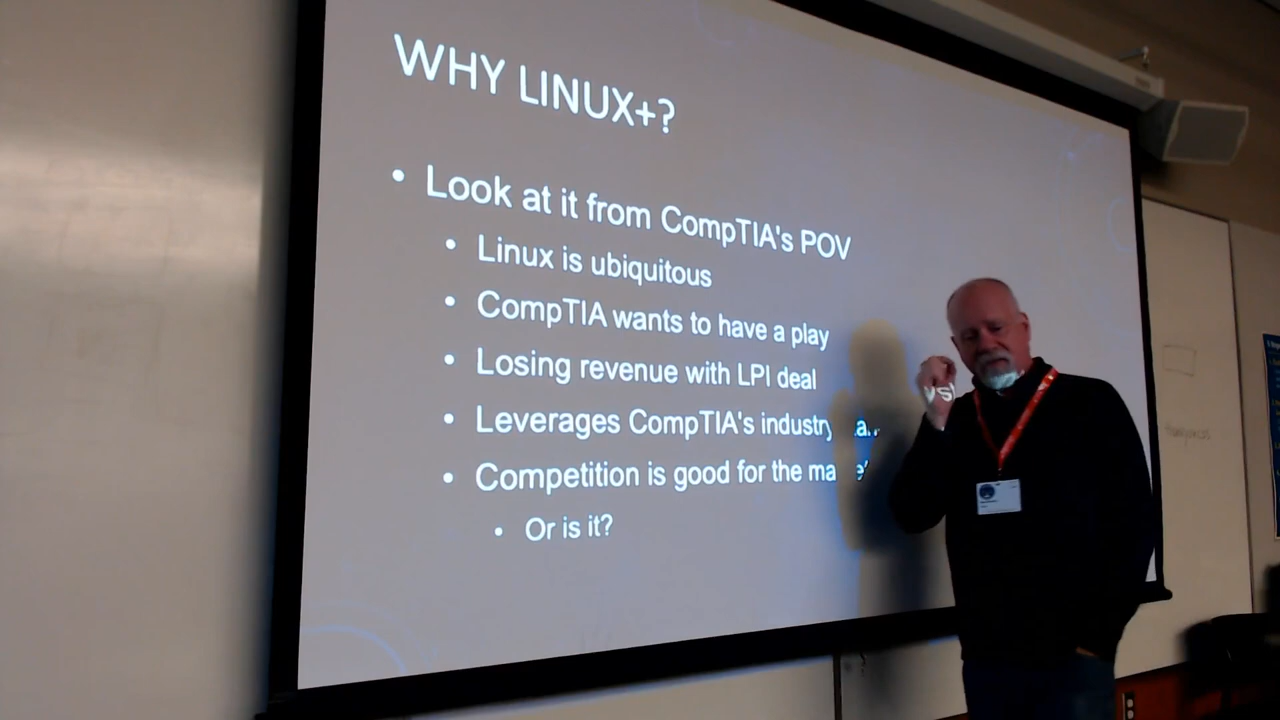 WHY LINUX+?
• Look at it from CompTIA's POV
• Linux is ubiquitous
• CompTIA wants to have a play
• Losing revenue with LPI deal
• Leverages CompTIA's industry
• Competition is good for the
• Or is it?